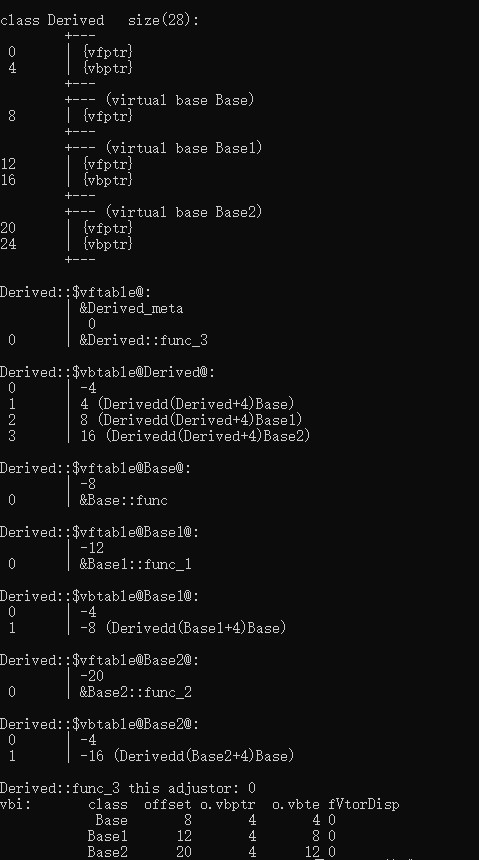 class Derived   size(28):
        +---
 0      | {vfptr}
 4      | {vbptr}
        +---
        +--- (virtual base Base)
 8      | {vfptr}
        +---
        +--- (virtual base Base1)
12      | {vfptr}
16      | {vbptr}
        +---
        +--- (virtual base Base2)
20      | {vfptr}
24      | {vbptr}
        +---
Derived::$vftable@:
        | &Derived_meta
        |  0
 0      | &Derived::func_3
Derived::$vbtable@Derived@:
 0      | -4
 1      | 4 (Derivedd(Derived+4)Base)
 2      | 8 (Derivedd(Derived+4)Base1)
 3      | 16 (Derivedd(Derived+4)Base2)
Derived::$vftable@Base@:
        | -8
 0      | &Base::func
Derived::$vftable@Base1@:
        | -12
 0      | &Base1::func_1
Derived::$vbtable@Base1@:
 0      | -4
 1      | -8 (Derivedd(Base1+4)Base)
Derived::$vftable@Base2@:
        | -20
 0      | &Base2::func_2
Derived::$vbtable@Base2@:
 0      | -4
 1      | -16 (Derivedd(Base2+4)Base)
Derived::func_3 this adjustor: 0
vbi:       class  offset o.vbptr  o.vbte fVtorDisp
            Base       8       4       4 0
           Base1      12       4       8 0
           Base2      20       4      12 0